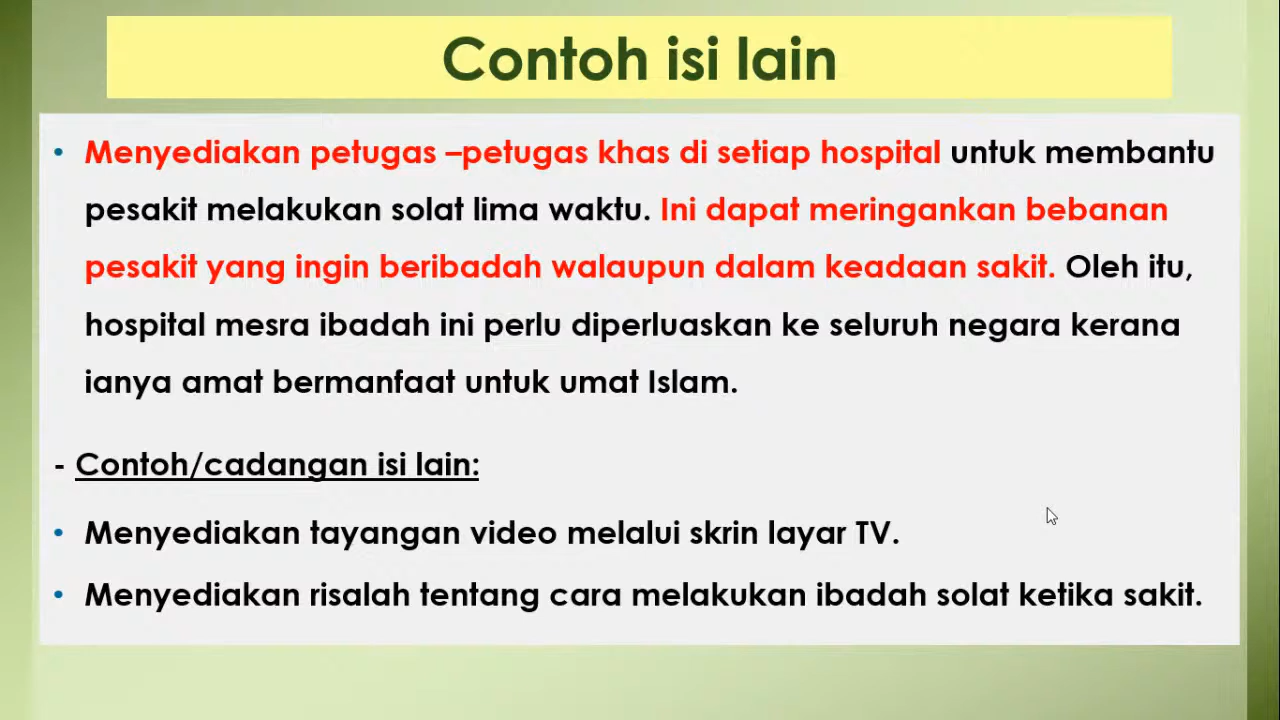 Contoh isi lain
• Menyediakan petugas –petugas khas di setiap hospital untuk membantu
pesakit melakukan solat lima waktu. Ini dapat meringankan bebanan
pesakit yang ingin beribadah walaupun dalam keadaan sakit. Oleh itu,
hospital mesra ibadah ini perlu diperluaskan ke seluruh negara kerana
ianya amat bermanfaat untuk umat Islam.
- Contoh/cadangan isi lain:
• Menyediakan tayangan video melalui skrin layar TV.
• Menyediakan risalah tentang cara melakukan ibadah solat ketika sakit.